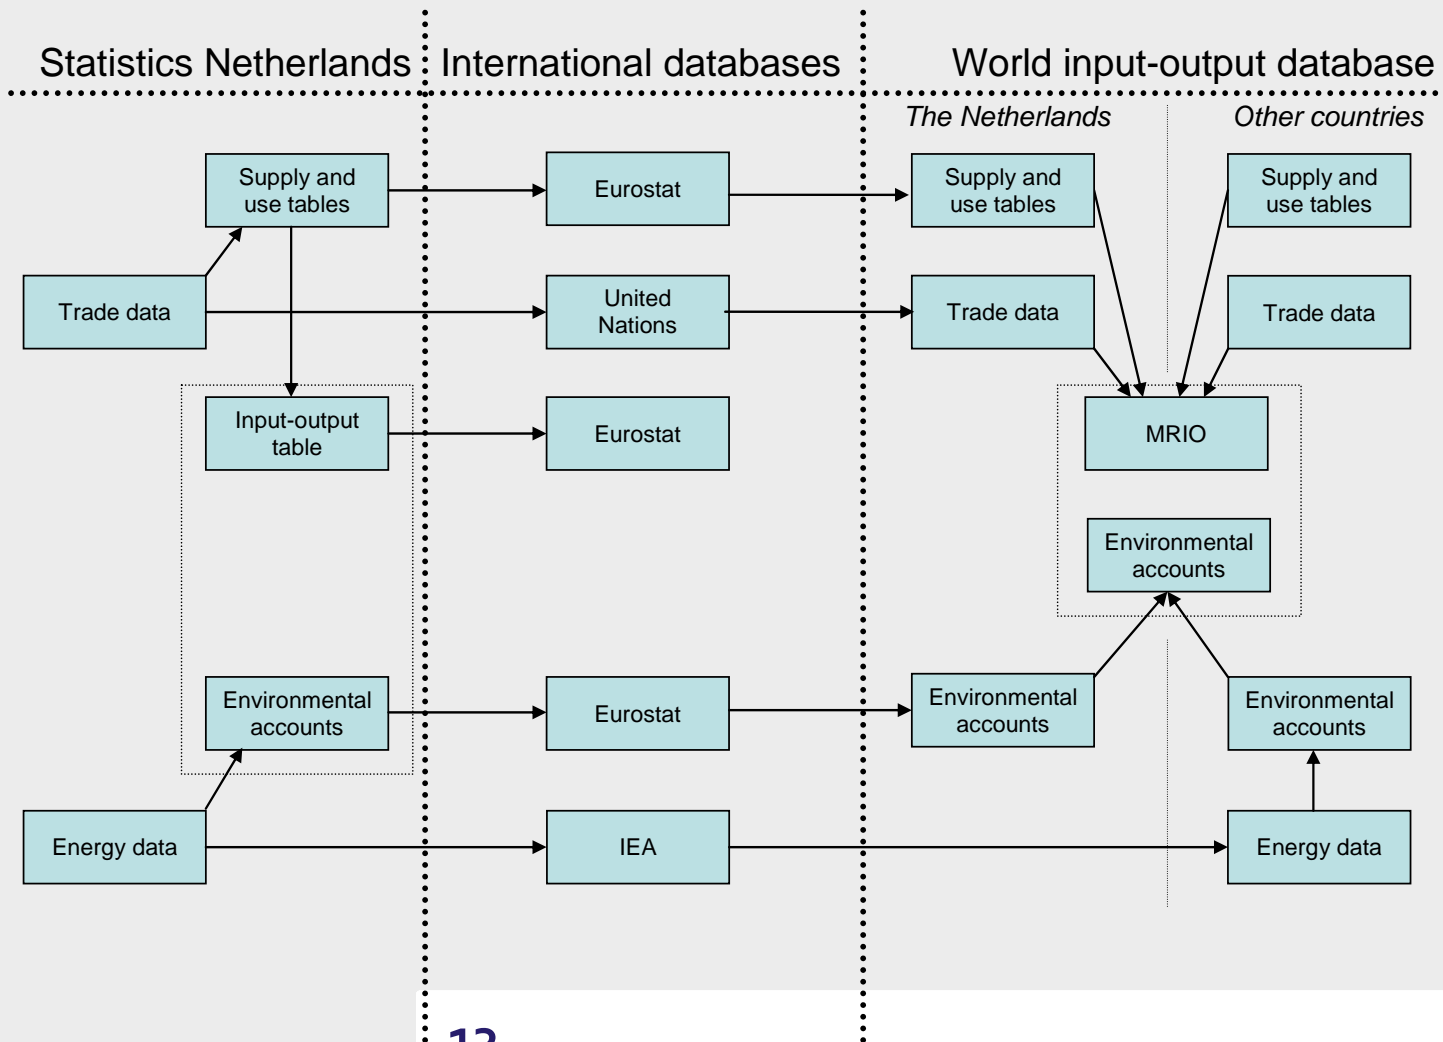 Statistics Netherlands
International databases
World input-output database
The Netherlands
Other countries
Supply and
use tables
Eurostat
Supply and
use tables
Supply and
use tables
Trade data
United
Nations
Trade data
Trade data
Input-output
table
Eurostat
MRIO
Environmental
accounts
Environmental
accounts
Eurostat
Environmental
accounts
Environmental
accounts
Energy data
IEA
Energy data
12